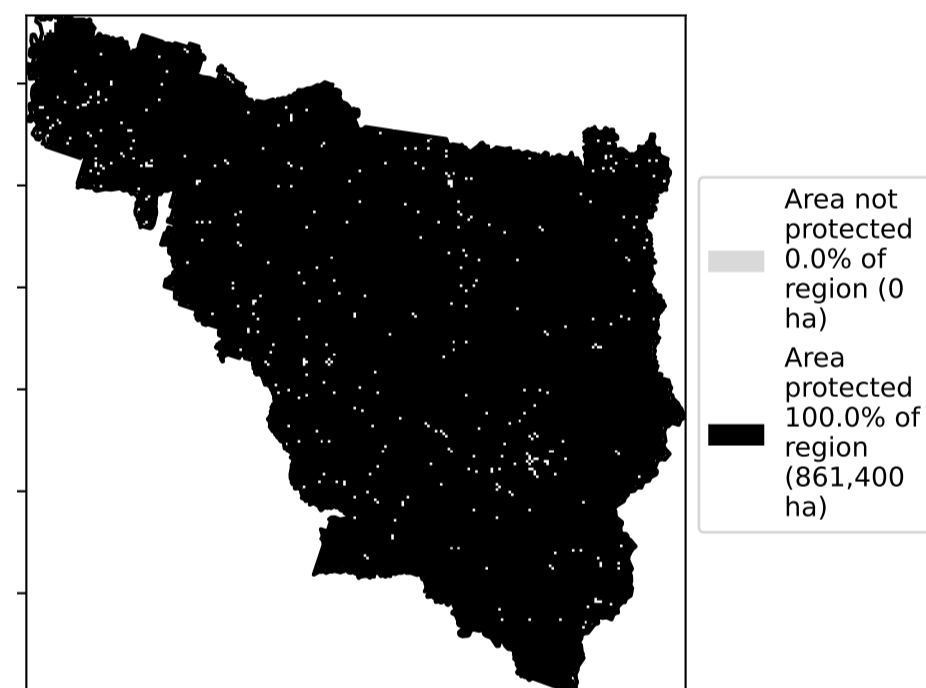 Area not
protected
0.0% of
region (0
ha)
Area
protected
100.0% of
region
(861,400
ha)